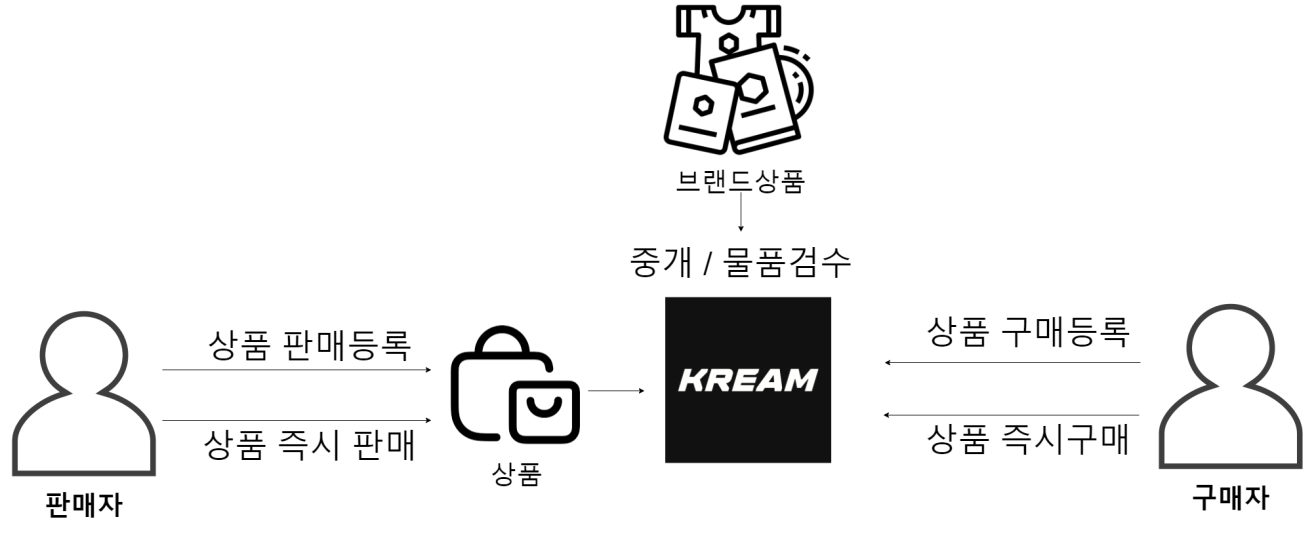 브랜드상품
중개 / 물품검수
상품 판매등록
상품 즉시 판매
판매자
상품
KREAM
상품 구매등록
상품 즉시구매
구매자